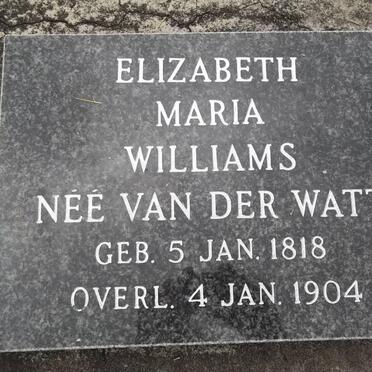 ELIZABETH
MARIA
WILLIAMS
NÉÉ VAN DER WATT
GEB. 5 JAN. 1818
OVERL. 4 JAN. 1904